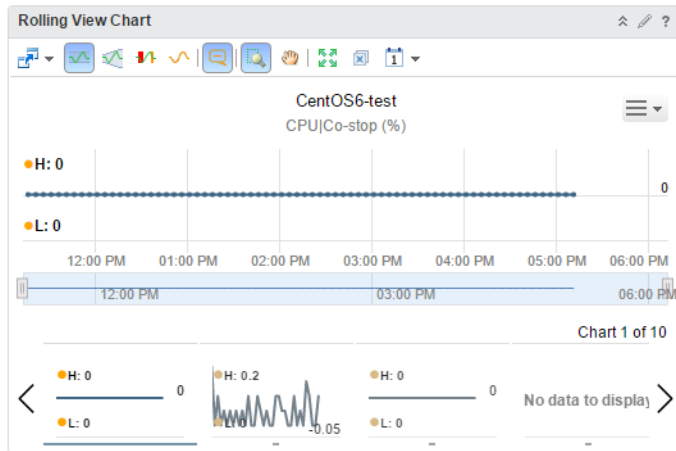 Rolling View Chart ?
1
CentOS6-test
CPU|Co-stop (%)
H: 0
0
L: 0
12:00 PM 01:00 PM 02:00 PM 03:00 PM 04:00 PM 05:00 PM 06:00 PM
12:00 PM 03:00 PM 06:00 PM
Chart 1 of 10
H: 0 H: 0.2 H: 0
0 0 No data to display
L: 0 L: 0 -0.05 L: 0